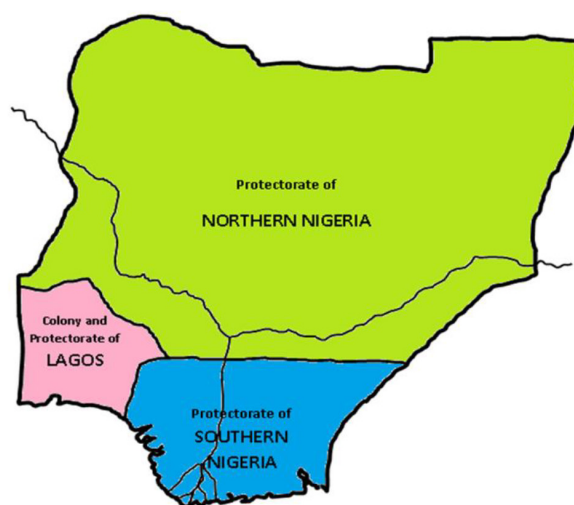 Protectorate of
NORTHERN NIGERIA
Colony and
Protectorate of
LAGOS
Protectorate of
SOUTHERN
NIGERIA